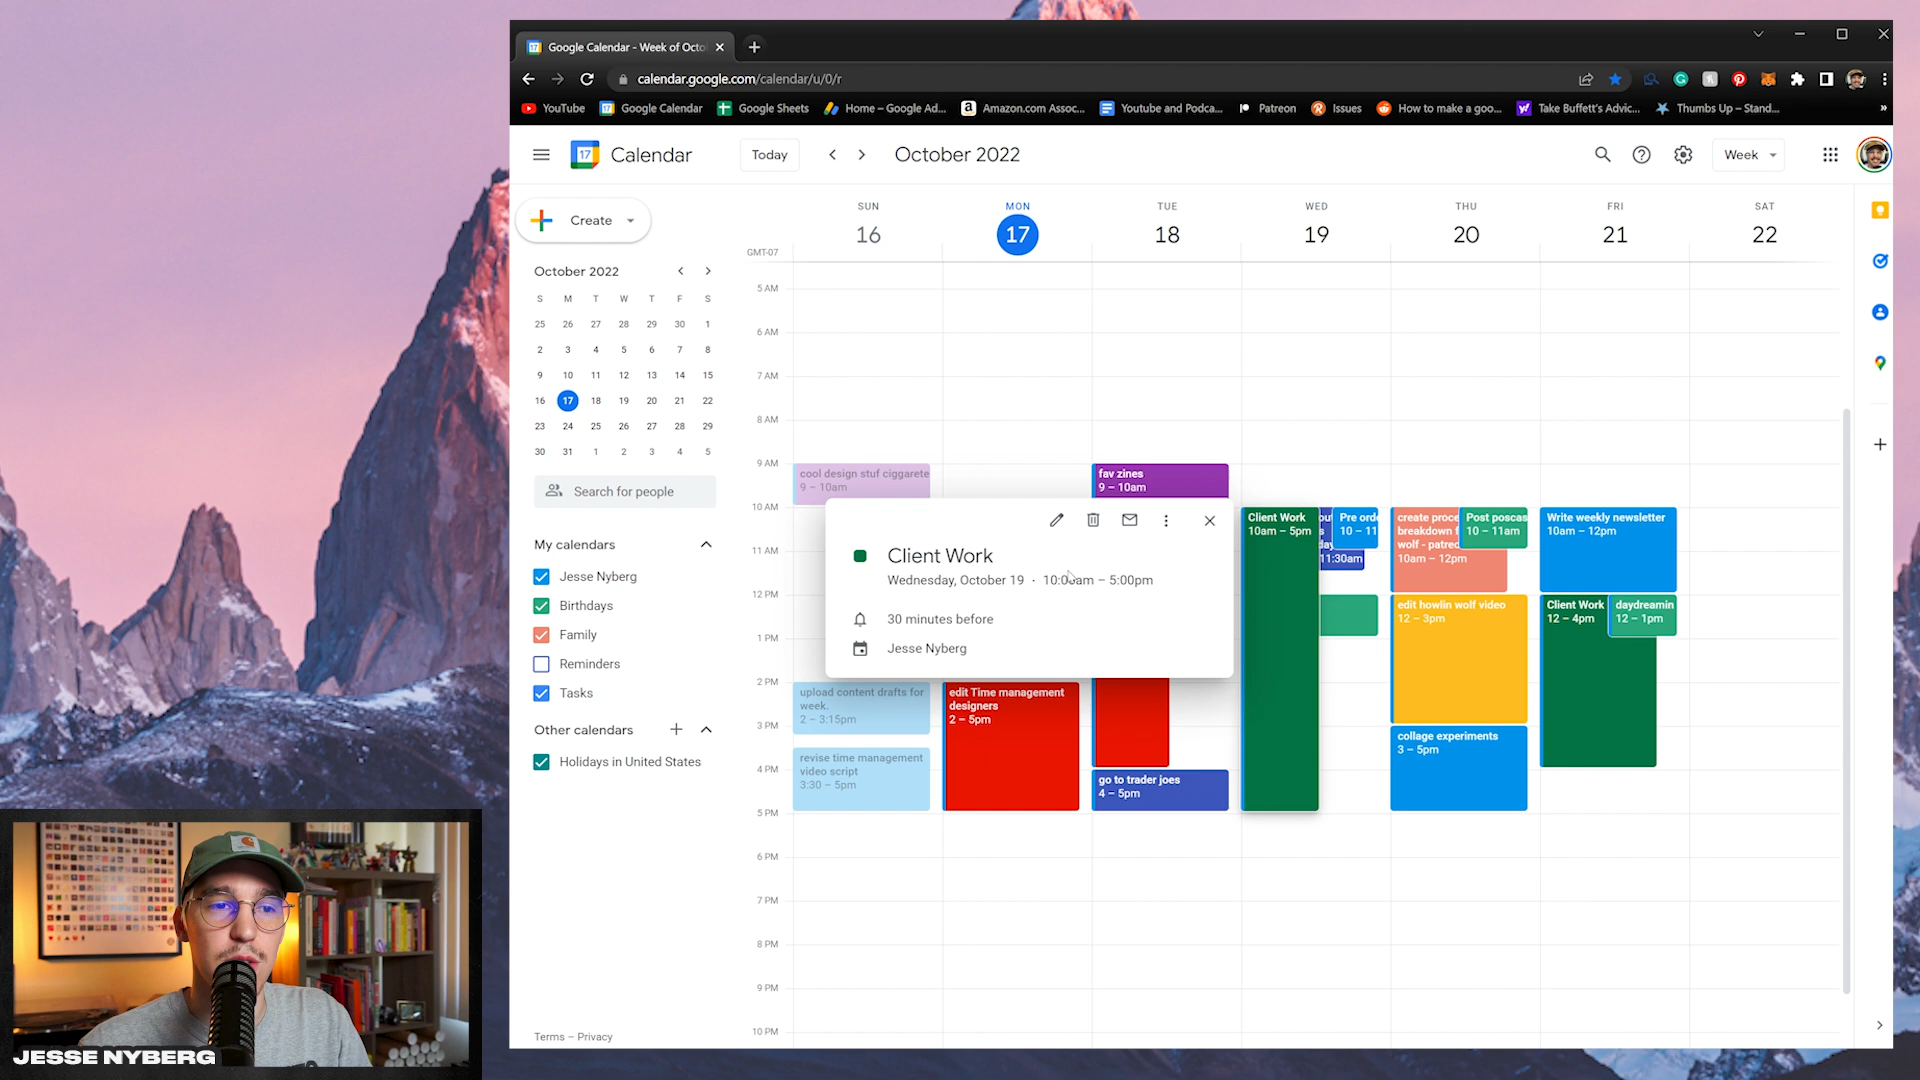 Google Calendar - Week of Octo
calendar.google.com/calendar/u/0/r
YouTube
Google Calendar
Google Sheets
Home – Google Ad...
Amazon.com Assoc...
Youtube and Podca...
Patreon
Issues
How to make a goo...
Take Buffett's Advic...
Thumbs Up – Stand...
17
Calendar
Today
October 2022
Week
Create
October 2022
S M T W T F S
25 26 27 28 29 30 1
2 3 4 5 6 7 8
9 10 11 12 13 14 15
16 17 18 19 20 21 22
23 24 25 26 27 28 29
30 31 1 2 3 4 5
Search for people
My calendars
Jesse Nyberg
Birthdays
Family
Reminders
Tasks
Other calendars
Holidays in United States
Terms – Privacy
SUN MON TUE WED THU FRI SAT
16 17 18 19 20 21 22
GMT-07
5 AM
6 AM
7 AM
8 AM
9 AM
10 AM
11 AM
12 PM
1 PM
2 PM
3 PM
4 PM
5 PM
6 PM
7 PM
8 PM
9 PM
10 PM
cool design stuf ciggarete
9 – 10am
upload content drafts for
week.
2 – 3:15pm
revise time management
video script
3:30 – 5pm
edit Time management
designers
2 – 5pm
fav zines
9 – 10am
go to trader joes
4 – 5pm
Client Work
Wednesday, October 19 · 10:00am – 5:00pm
30 minutes before
Jesse Nyberg
Client Work
10am – 5pm
11:30am
Pre orde
10 – 11
create proce
breakdown f
wolf - patreo
10am – 12pm
Post poscas
10 – 11am
edit howlin wolf video
12 – 3pm
collage experiments
3 – 5pm
Write weekly newsletter
10am – 12pm
Client Work
12 – 4pm
daydreamin
12 – 1pm
JESSE NYBERG